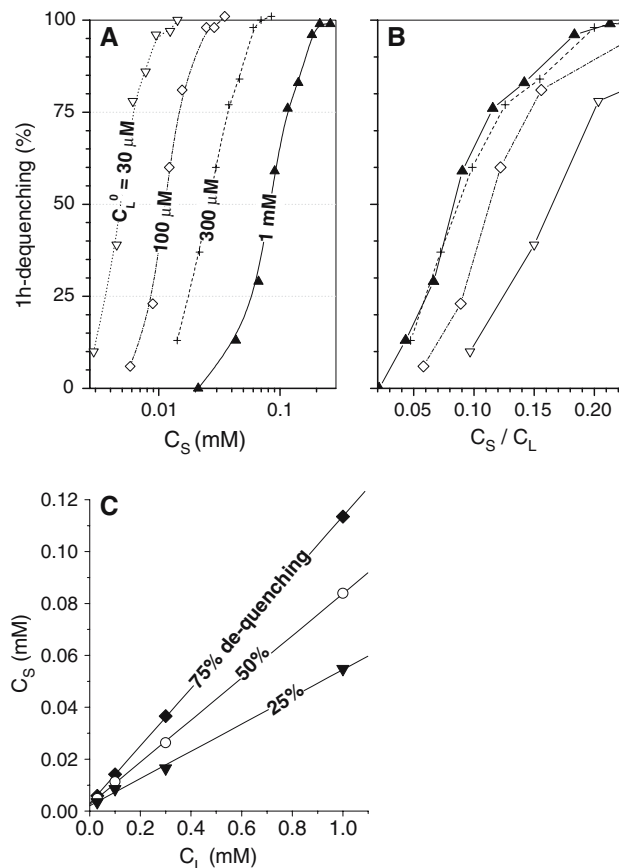 A
B
100
75
50
25
0
1h-dequenching (%)
C_L^0 = 30 μM
100 μM
300 μM
1 mM
0.01
0.1
C_S (mM)
0.05
0.10
0.15
0.20
C_S / C_L
C
0.12
0.10
0.08
0.06
0.04
0.02
0.00
C_S (mM)
75% de-quenching
50%
25%
0.0
0.2
0.4
0.6
0.8
1.0
C_L (mM)